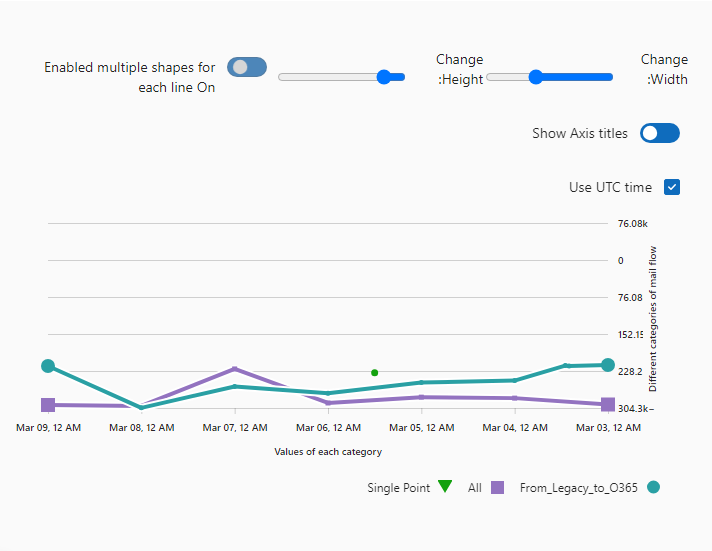 Enabled multiple shapes for
each line On
Change
:Height
Change
:Width
Show Axis titles
Use UTC time
76.08k
0
76.08
152.15
228.2
304.3k–
Different categories of mail flow
Mar 09, 12 AM
Mar 08, 12 AM
Mar 07, 12 AM
Mar 06, 12 AM
Mar 05, 12 AM
Mar 04, 12 AM
Mar 03, 12 AM
Values of each category
Single Point
All
From_Legacy_to_O365